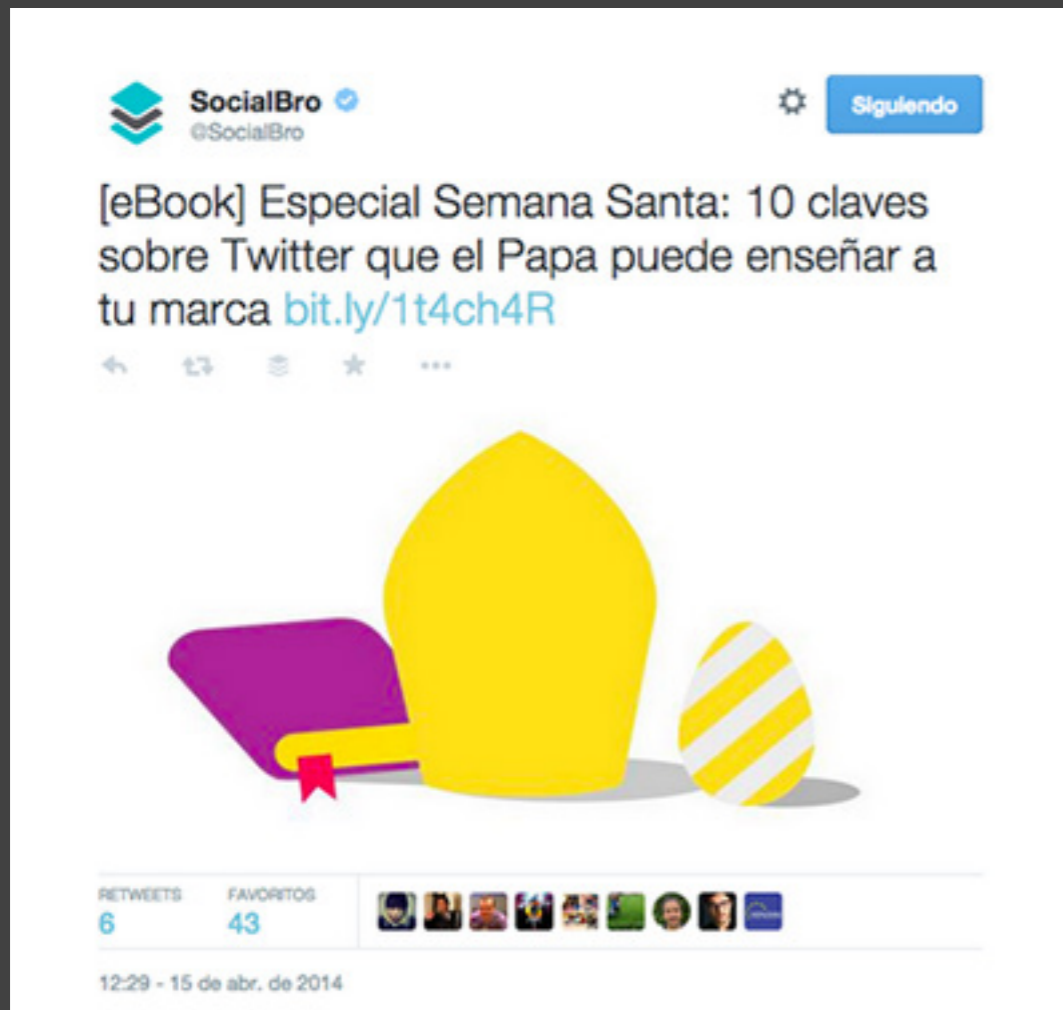 SocialBro
@SocialBro
Siguiendo
[eBook] Especial Semana Santa: 10 claves
sobre Twitter que el Papa puede enseñar a
tu marca bit.ly/1t4ch4R
RETWEETS
6
FAVORITOS
43
12:29 - 15 de abr. de 2014